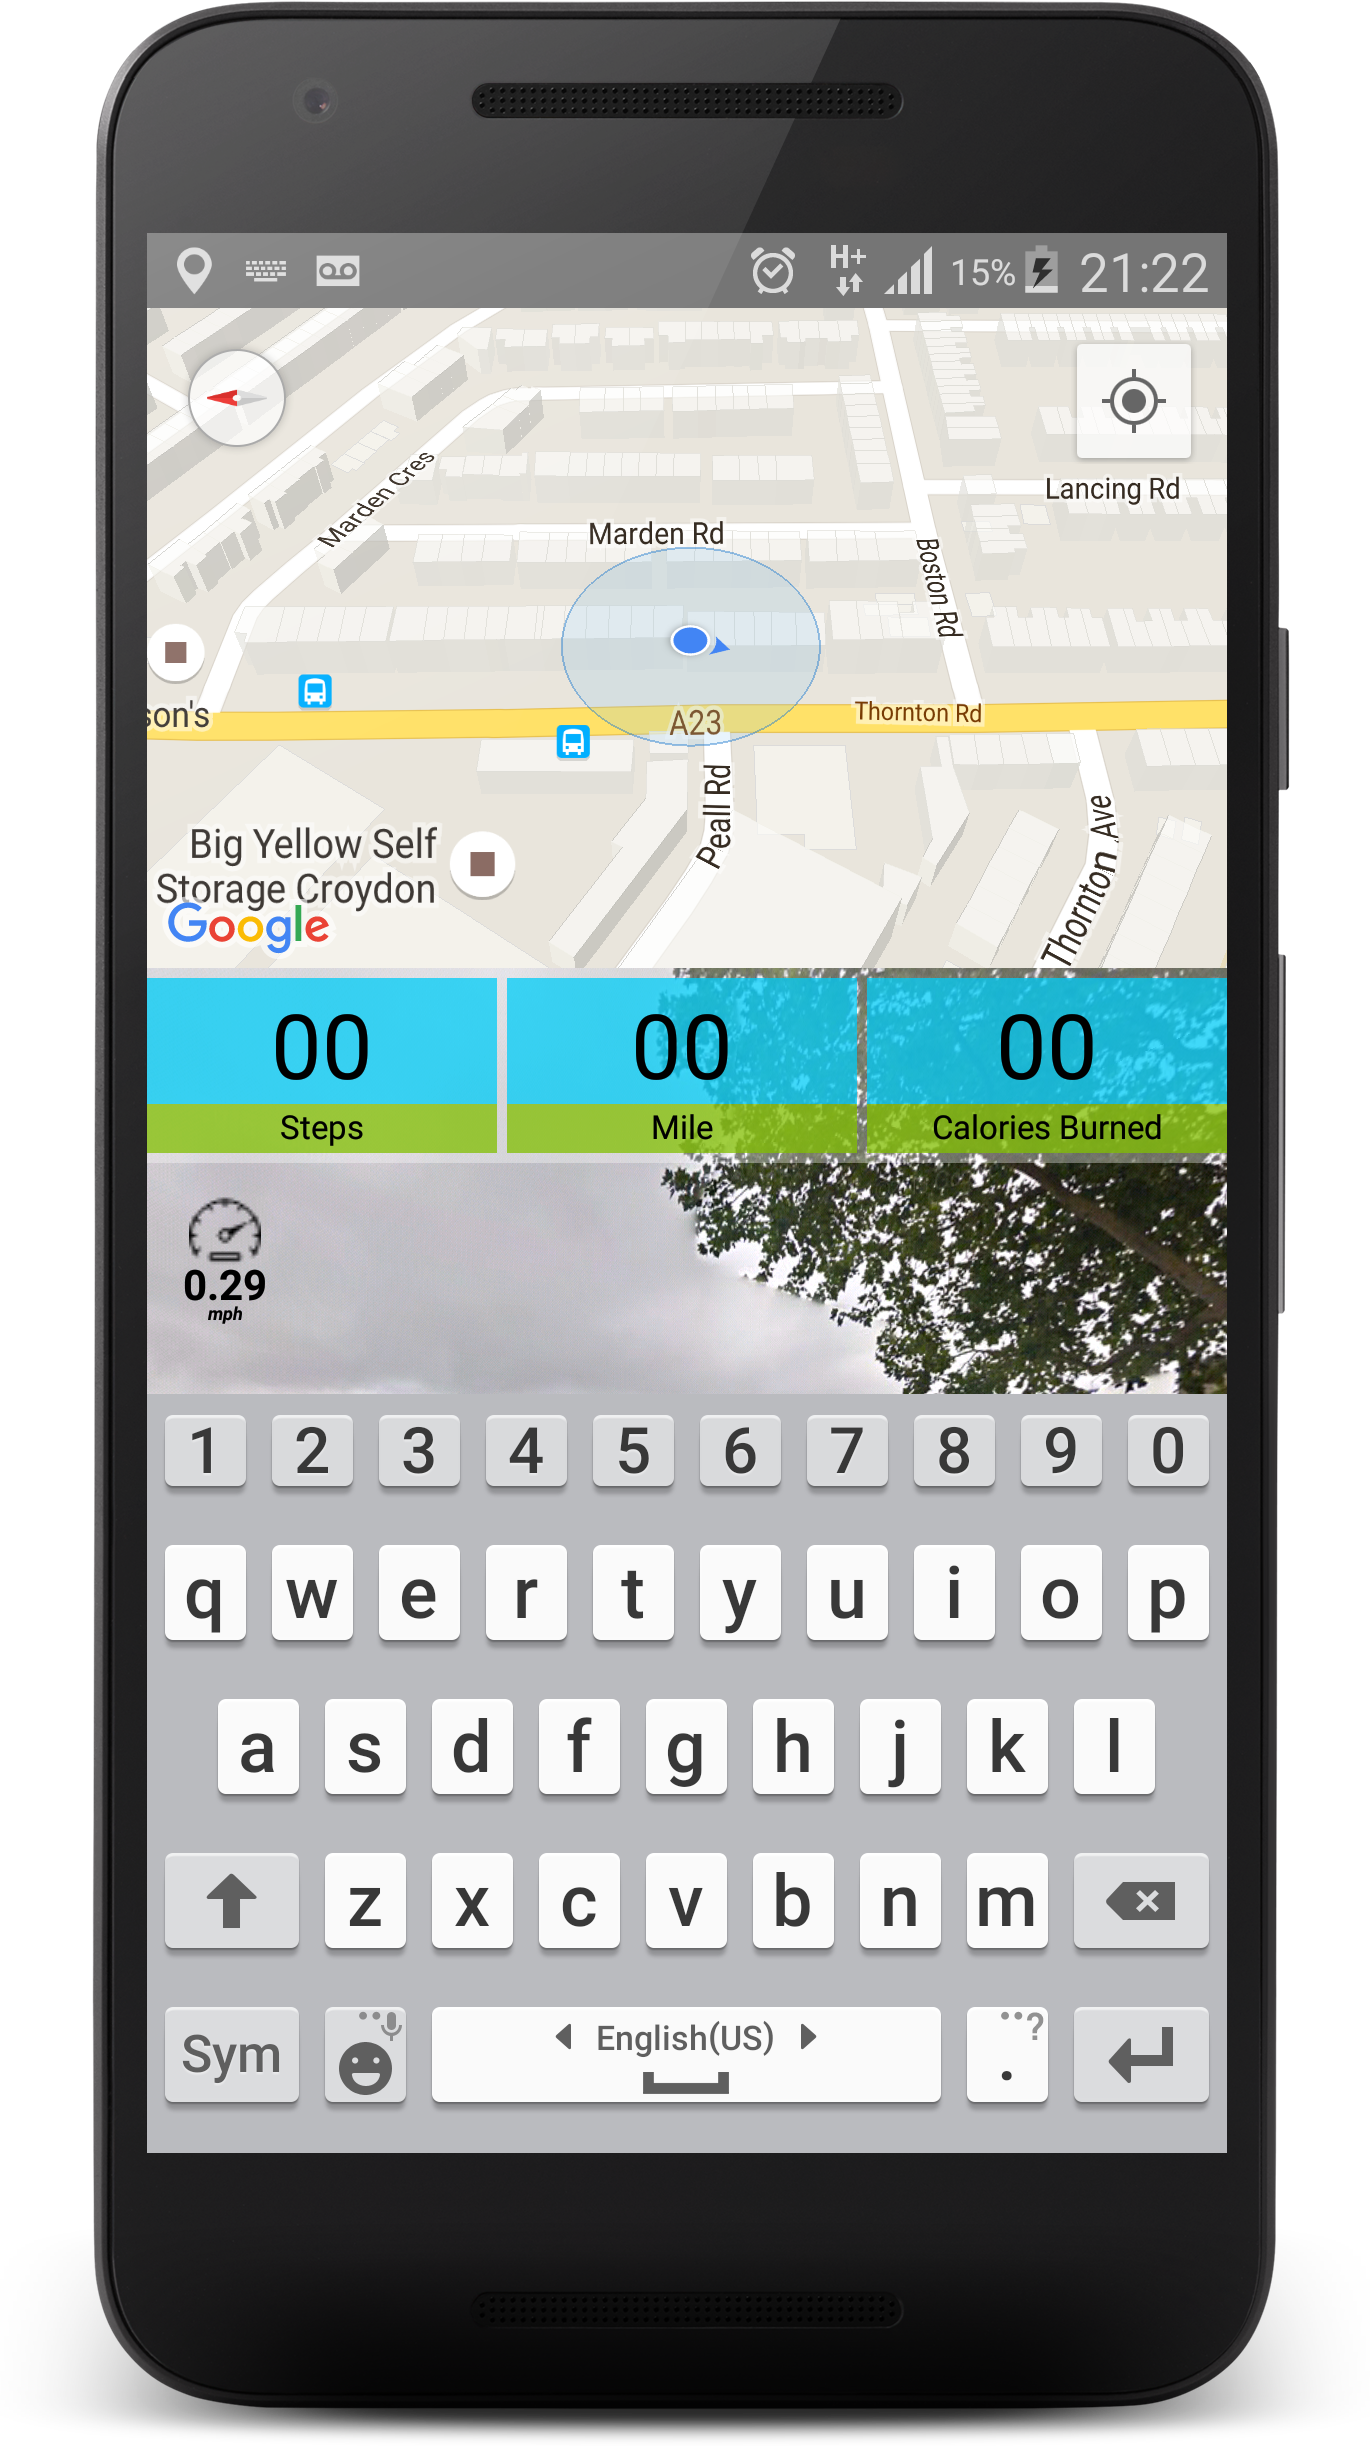 H+
15%
21:22
Marden Cres
Lancing Rd
Marden Rd
Boston Rd
son's
A23
Thornton Rd
Peall Rd
Thornton Ave
Big Yellow Self
Storage Croydon
Google
00
00
00
Steps
Mile
Calories Burned
0.29
mph
1 2 3 4 5 6 7 8 9 0
q w e r t y u i o p
a s d f g h j k l
z x c v b n m
Sym
English(US)
. ?